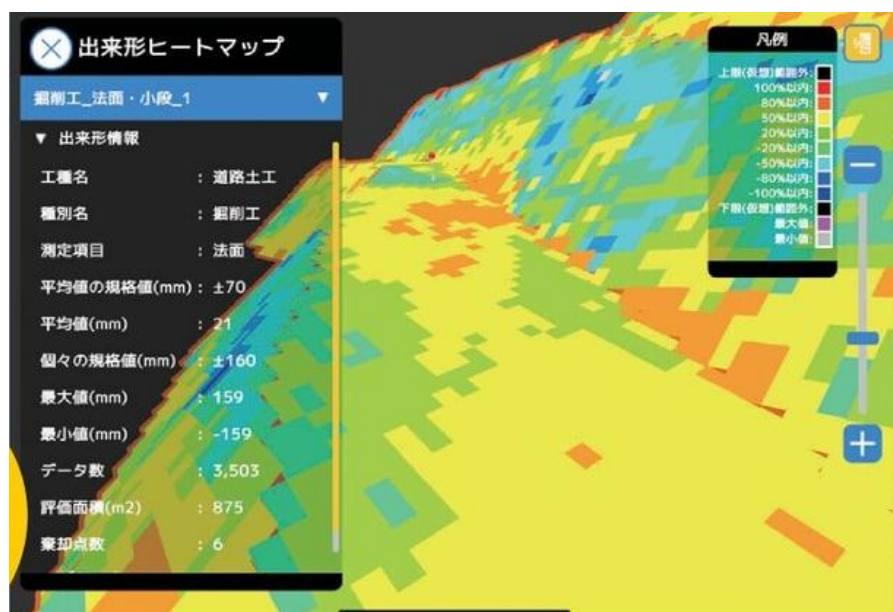 出来形ヒートマップ
掘削工_法面・小段_1 ▼
▼ 出来形情報
工種名 : 道路土工
種別名 : 掘削工
測定項目 : 法面
平均値の規格値(mm) : ±70
平均値(mm) : 21
個々の規格値(mm) : ±160
最大値(mm) : 159
最小値(mm) : -159
データ数 : 3,503
評価面積(m2) : 875
棄却点数 : 6
凡例
上限(仮想)範囲外:
100%以内:
80%以内:
50%以内:
20%以内:
-20%以内:
-50%以内:
-80%以内:
-100%以内:
下限(仮想)範囲外:
最大値:
最小値: